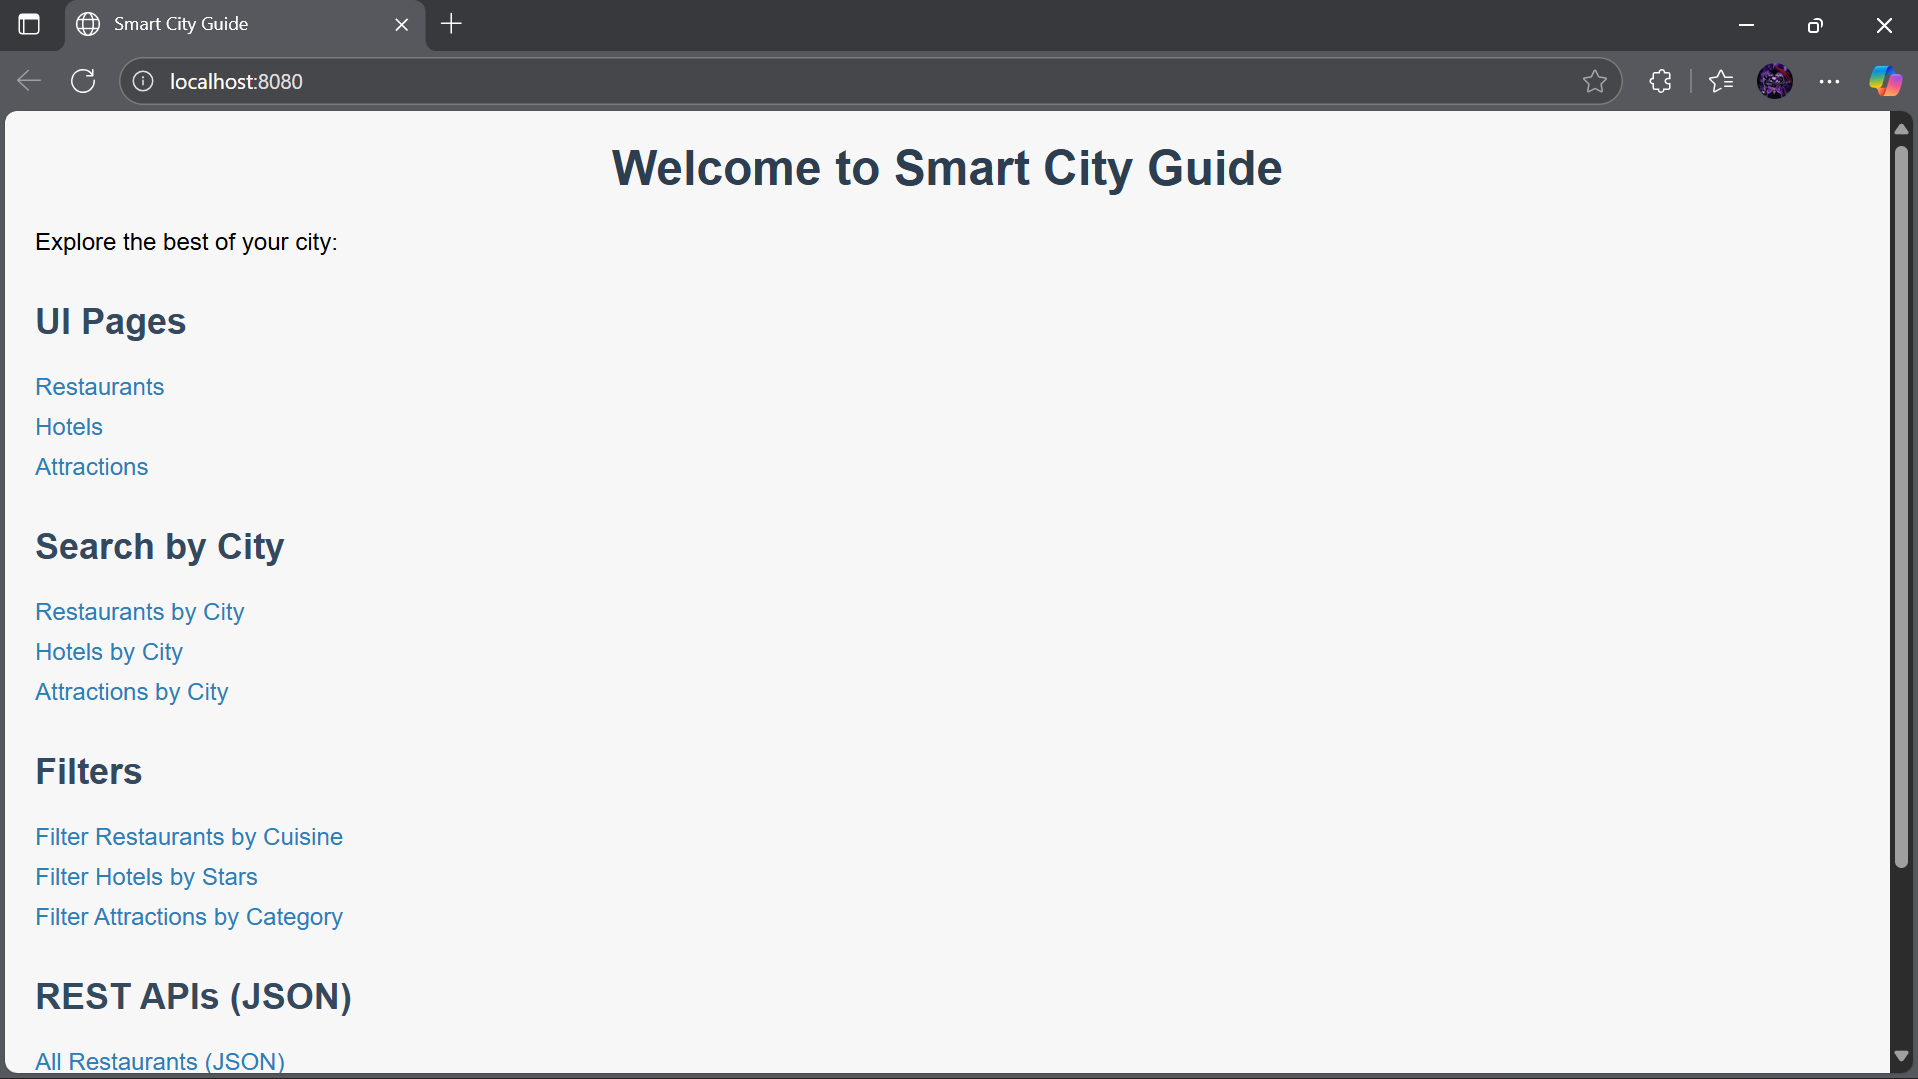 Smart City Guide
localhost:8080
Welcome to Smart City Guide
Explore the best of your city:
UI Pages
Restaurants
Hotels
Attractions
Search by City
Restaurants by City
Hotels by City
Attractions by City
Filters
Filter Restaurants by Cuisine
Filter Hotels by Stars
Filter Attractions by Category
REST APIs (JSON)
All Restaurants (JSON)